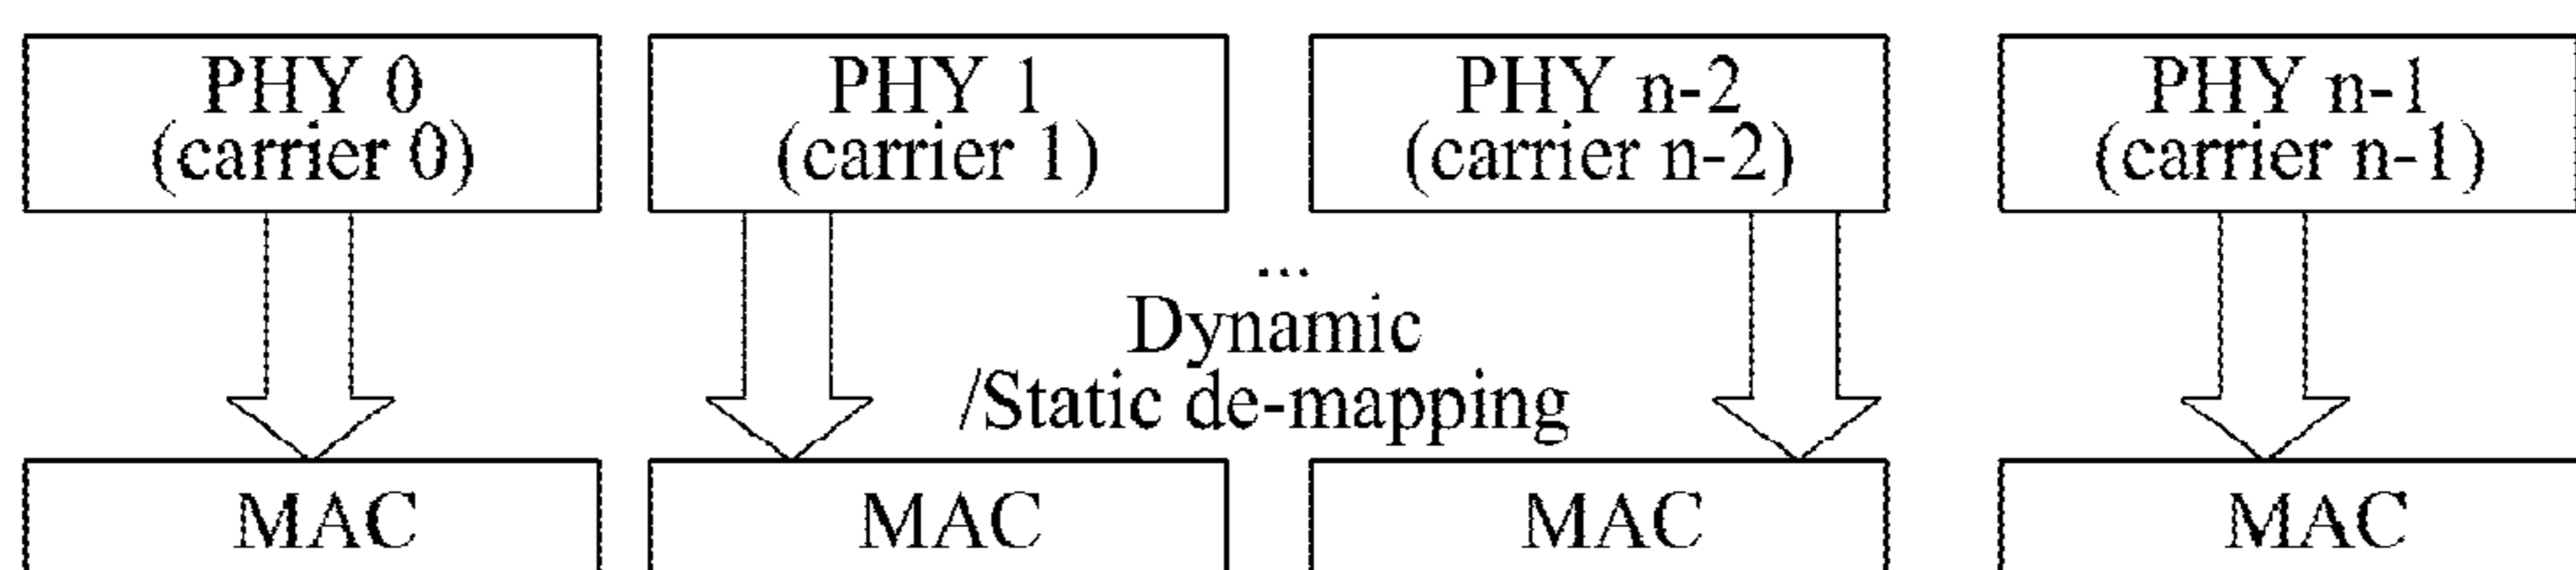 PHY 0
(carrier 0)
PHY 1
(carrier 1)
PHY n-2
(carrier n-2)
PHY n-1
(carrier n-1)
...
Dynamic
/Static de-mapping
MAC
MAC
MAC
MAC